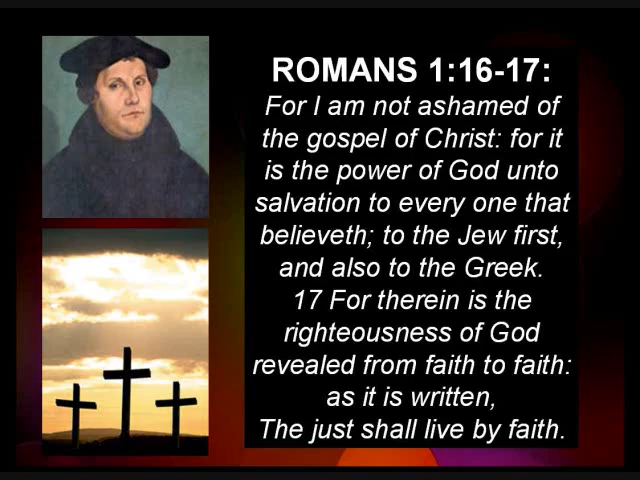 ROMANS 1:16-17:
For I am not ashamed of
the gospel of Christ: for it
is the power of God unto
salvation to every one that
believeth; to the Jew first,
and also to the Greek.
17 For therein is the
righteousness of God
revealed from faith to faith:
as it is written,
The just shall live by faith.